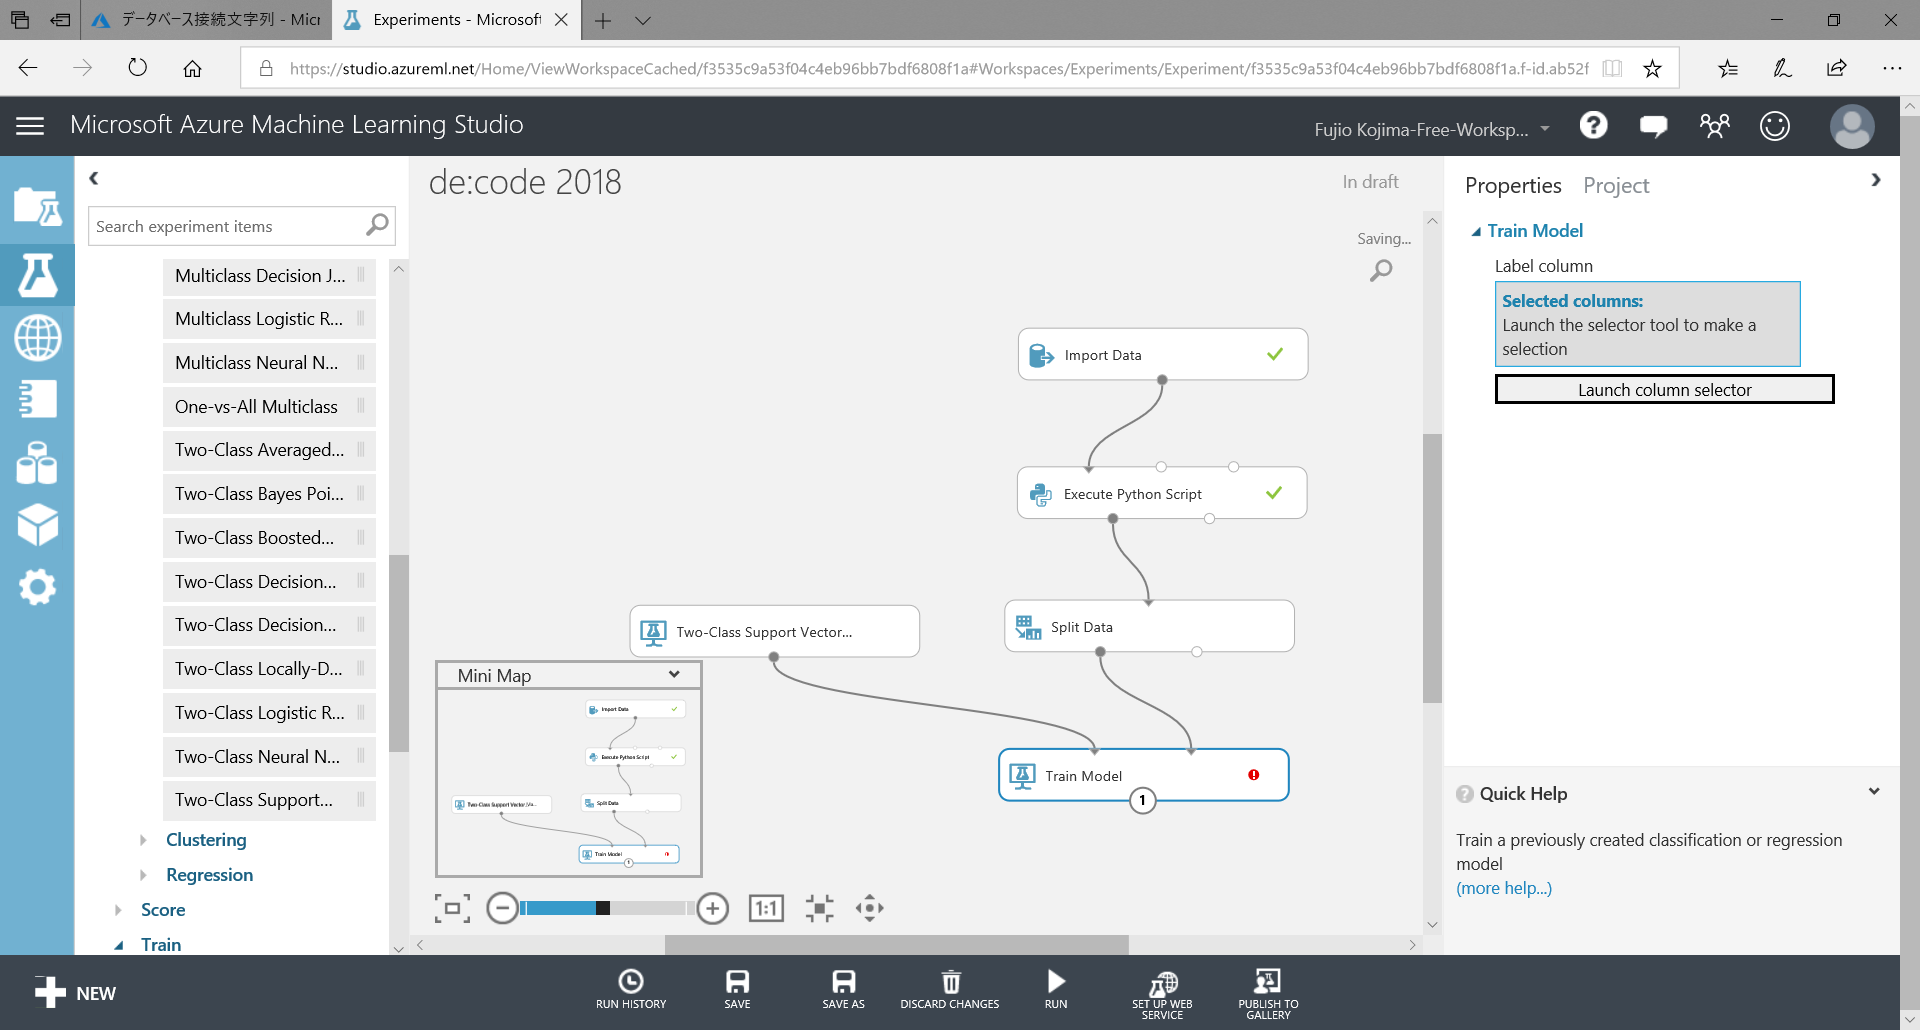 データベース接続文字列 - Micr
Experiments - Microsoft
https://studio.azureml.net/Home/ViewWorkspaceCached/f3535c9a53f04c4eb96bb7bdf6808f1a#Workspaces/Experiments/Experiment/f3535c9a53f04c4eb96bb7bdf6808f1a.f-id.ab52f
Microsoft Azure Machine Learning Studio
Fujio Kojima-Free-Worksp...
Search experiment items
Multiclass Decision J...
Multiclass Logistic R...
Multiclass Neural N...
One-vs-All Multiclass
Two-Class Averaged...
Two-Class Bayes Poi...
Two-Class Boosted...
Two-Class Decision...
Two-Class Decision...
Two-Class Locally-D...
Two-Class Logistic R...
Two-Class Neural N...
Two-Class Support...
Clustering
Regression
Score
Train
de:code 2018
In draft
Saving...
Import Data
Execute Python Script
Two-Class Support Vector...
Split Data
Train Model
1
Mini Map
Import Data
Execute Python Script
Two-Class Support Vector Ma...
Split Data
Train Model
1
1:1
Properties
Project
Train Model
Label column
Selected columns:
Launch the selector tool to make a
selection
Launch column selector
Quick Help
Train a previously created classification or regression
model
(more help...)
NEW
RUN HISTORY
SAVE
SAVE AS
DISCARD CHANGES
RUN
SET UP WEB
SERVICE
PUBLISH TO
GALLERY